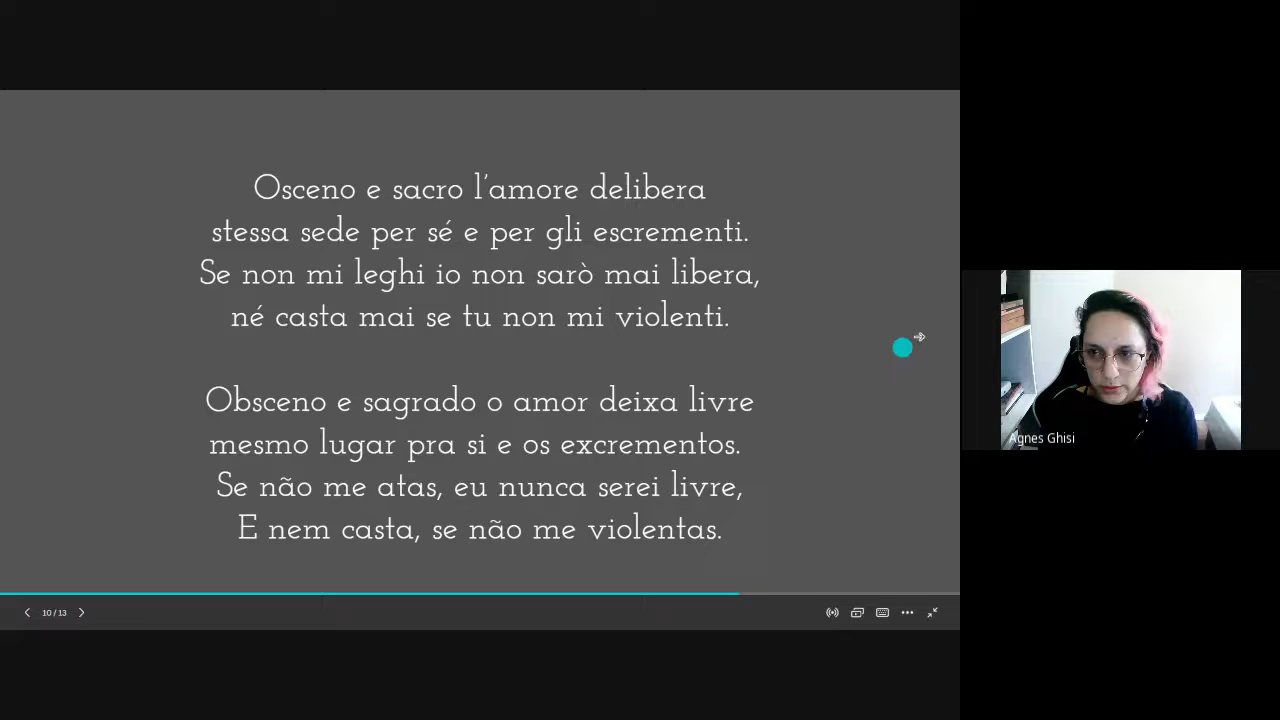 Osceno e sacro l'amore delibera
stessa sede per sé e per gli escrementi.
Se non mi leghi io non sarò mai libera,
né casta mai se tu non mi violenti.
Obsceno e sagrado o amor deixa livre
mesmo lugar pra si e os excrementos.
Se não me atas, eu nunca serei livre,
E nem casta, se não me violentas.
Agnes Ghisi
10 / 13